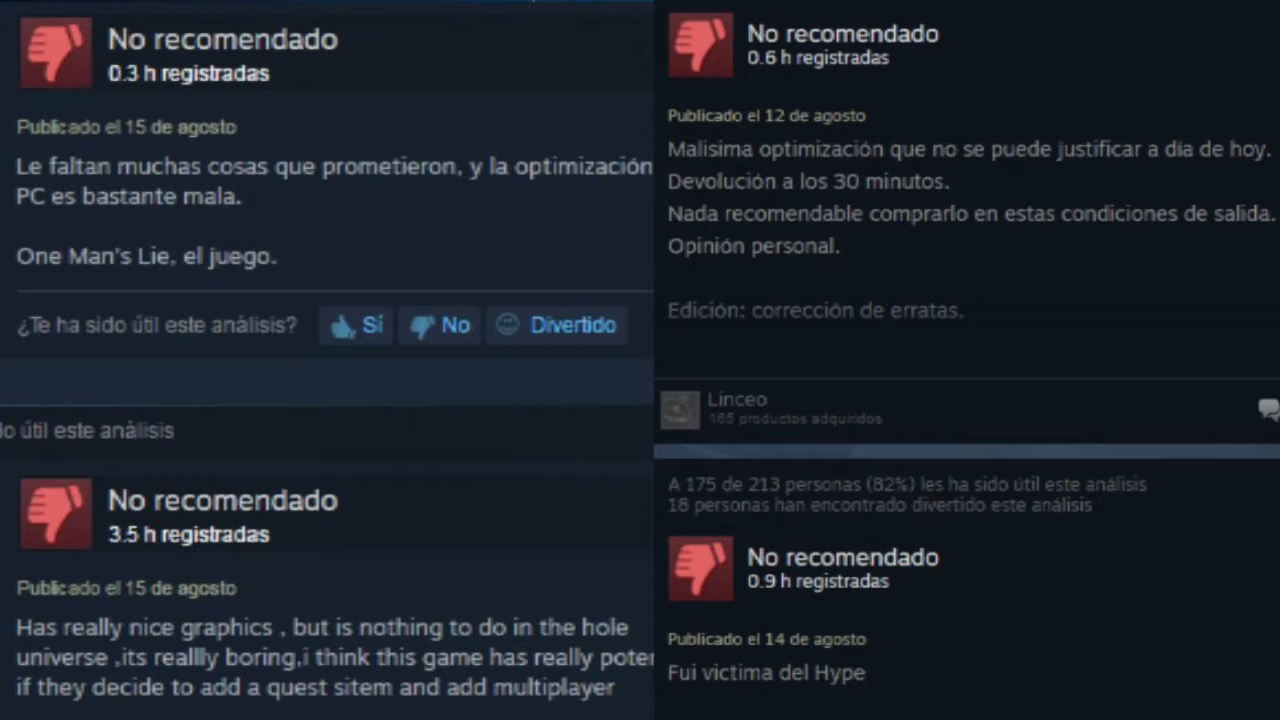 No recomendado
0.3 h registradas
Publicado el 15 de agosto
Le faltan muchas cosas que prometieron, y la optimización
PC es bastante mala.
One Man's Lie, el juego.
¿Te ha sido útil este análisis?
Sí
No
Divertido
do útil este análisis
No recomendado
3.5 h registradas
Publicado el 15 de agosto
Has really nice graphics , but is nothing to do in the hole
universe ,its reallly boring,i think this game has really poten
if they decide to add a quest sitem and add multiplayer
No recomendado
0.6 h registradas
Publicado el 12 de agosto
Malisima optimización que no se puede justificar a día de hoy.
Devolución a los 30 minutos.
Nada recomendable comprarlo en estas condiciones de salida.
Opinión personal.
Edición: corrección de erratas.
Linceo
165 productos adquiridos
A 175 de 213 personas (82%) les ha sido útil este análisis
18 personas han encontrado divertido este análisis
No recomendado
0.9 h registradas
Publicado el 14 de agosto
Fui victima del Hype